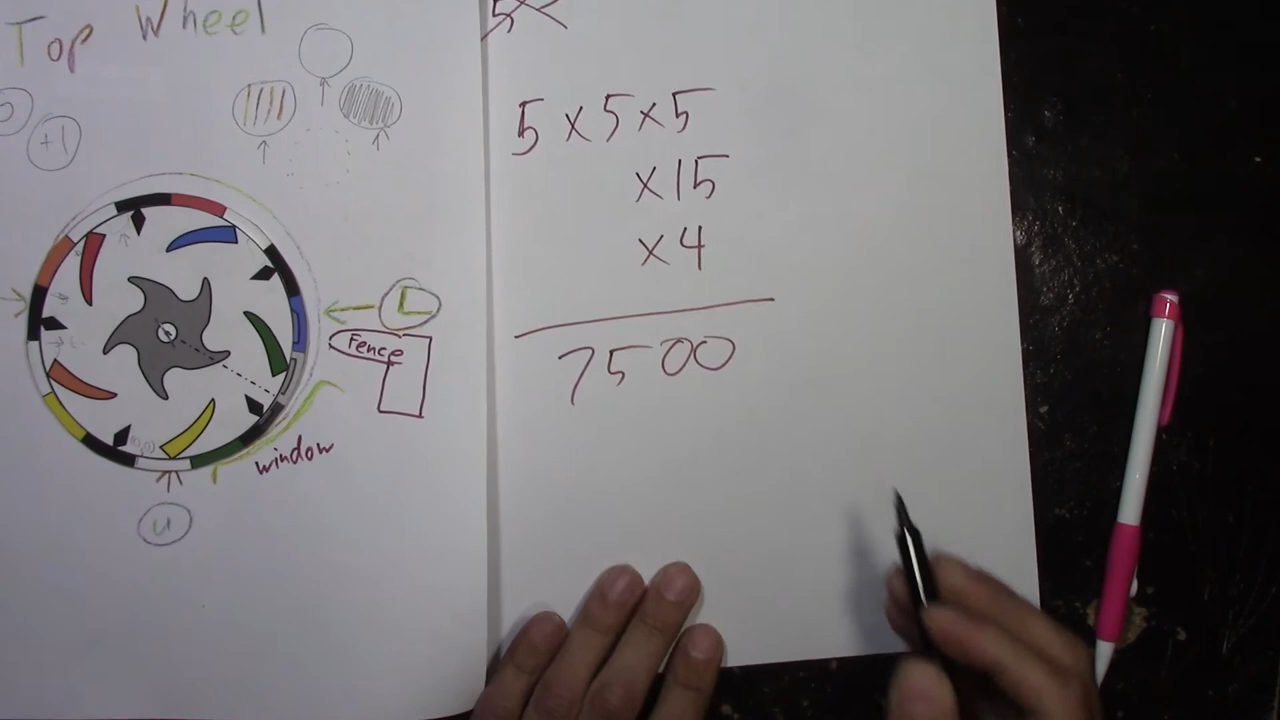 Top Wheel
+1
L
Fence
window
u
5 × 5 × 5
× 15
× 4
7500